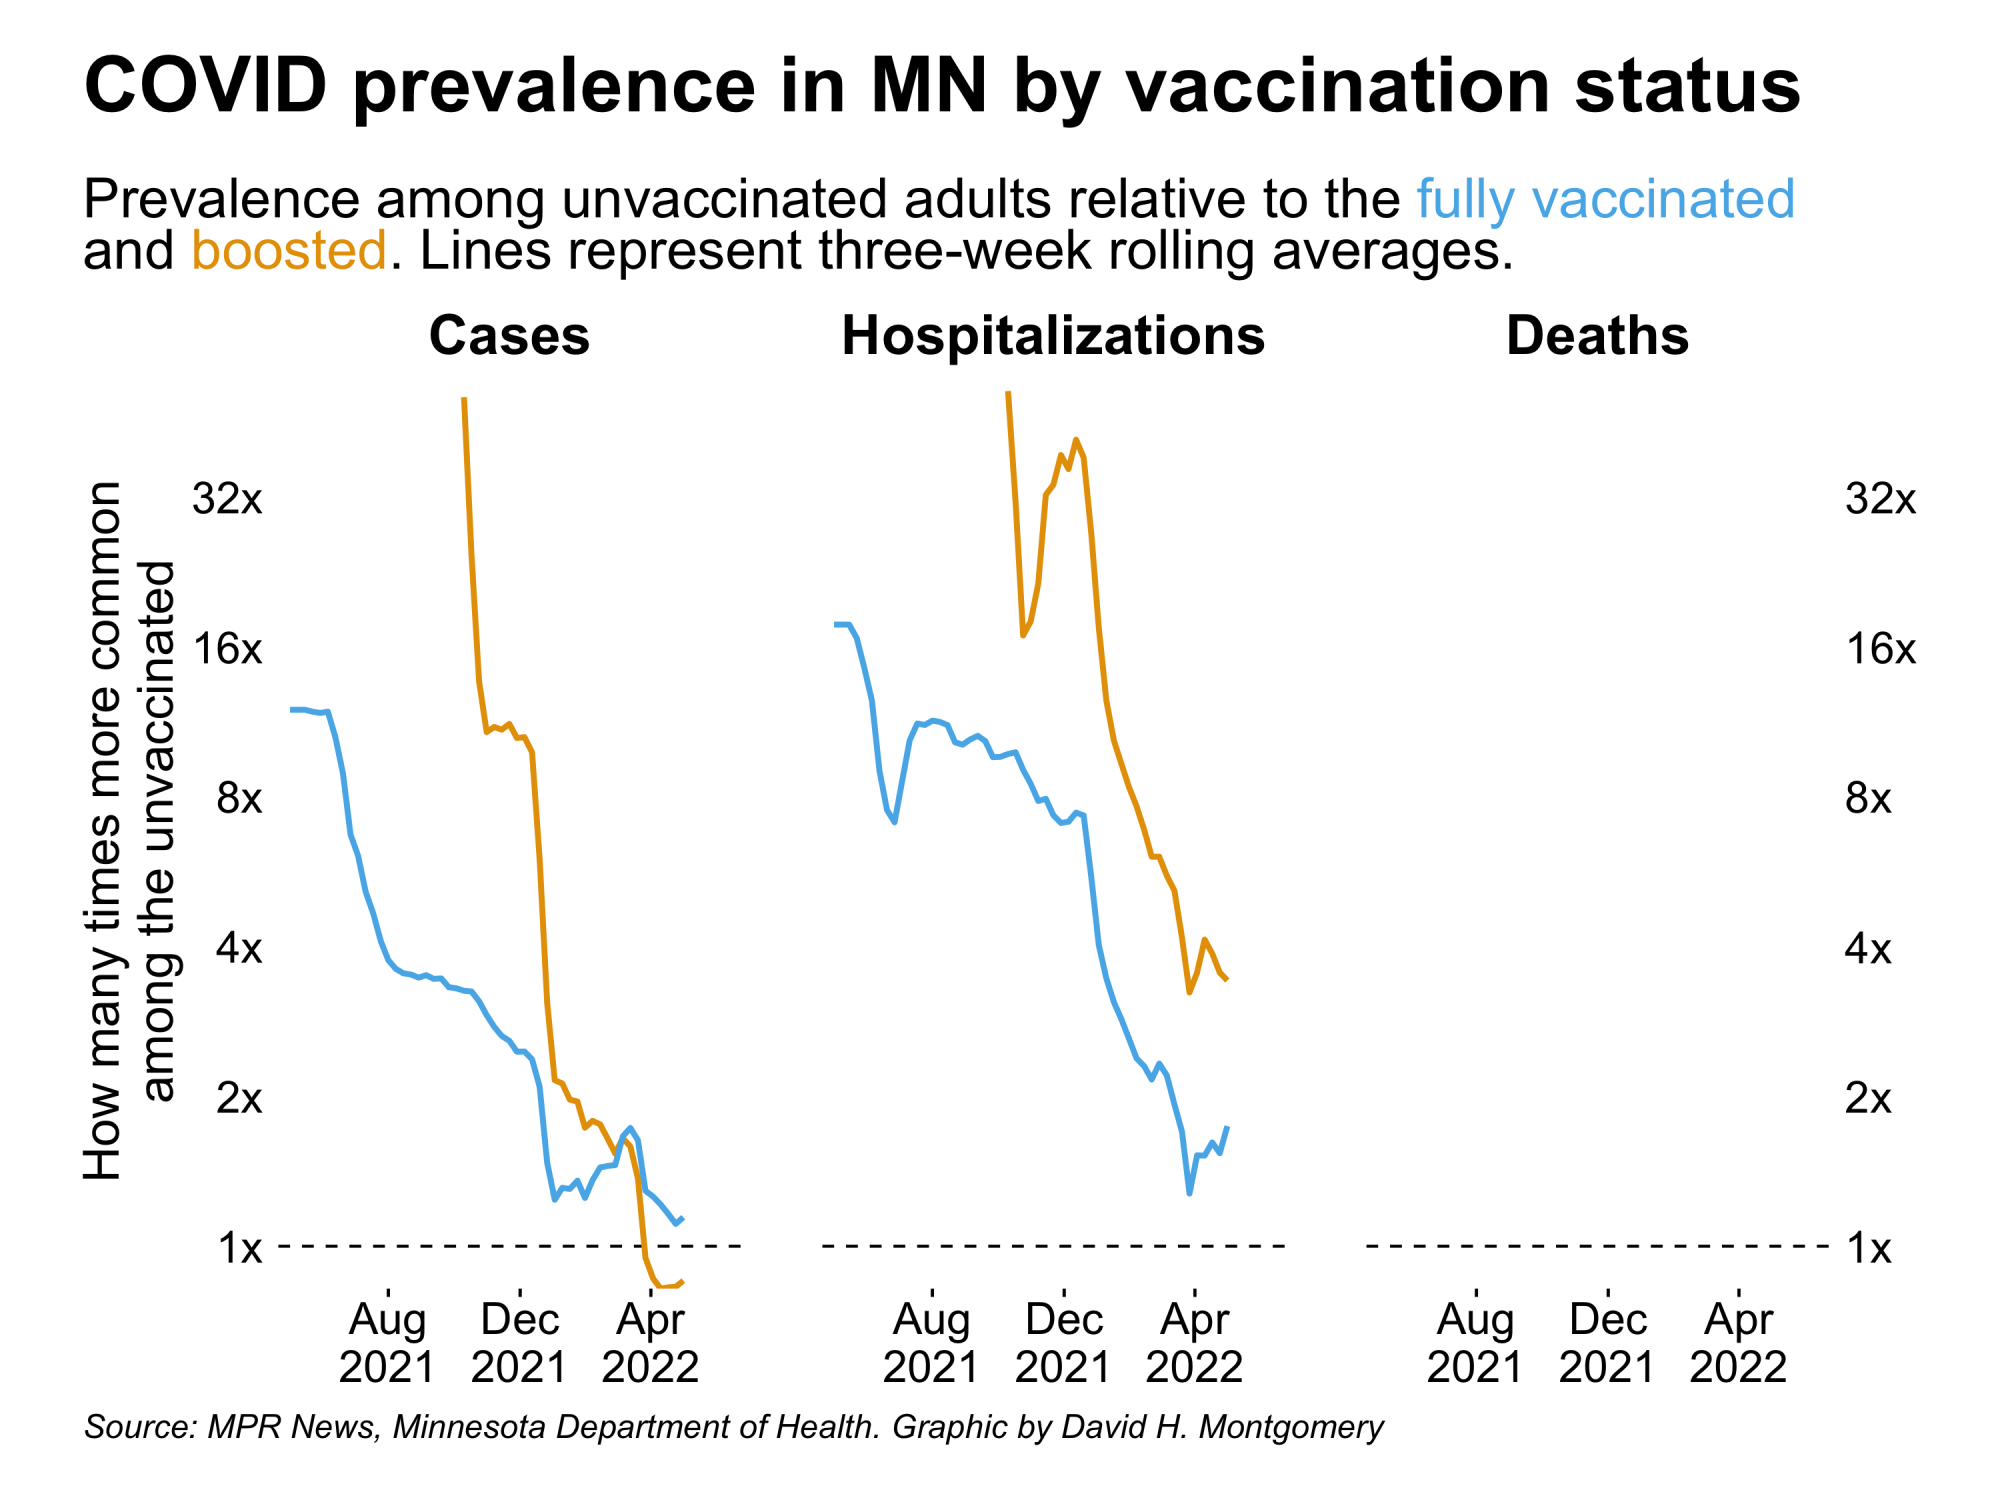 COVID prevalence in MN by vaccination status
Prevalence among unvaccinated adults relative to the fully vaccinated
and boosted. Lines represent three-week rolling averages.
Cases
Hospitalizations
Deaths
How many times more common
among the unvaccinated
32x
16x
8x
4x
2x
1x
32x
16x
8x
4x
2x
1x
Aug
2021
Dec
2021
Apr
2022
Aug
2021
Dec
2021
Apr
2022
Aug
2021
Dec
2021
Apr
2022
Source: MPR News, Minnesota Department of Health. Graphic by David H. Montgomery